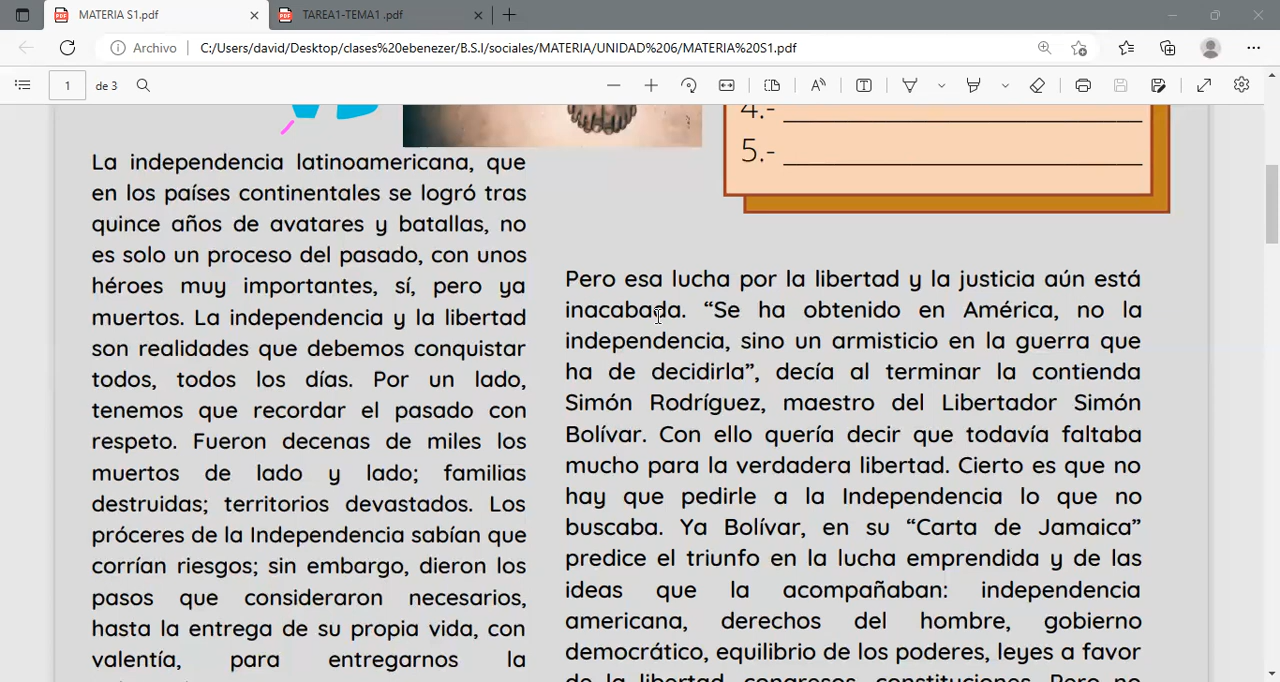 MATERIA S1.pdf
TAREA1-TEMA1 .pdf
Archivo
C:/Users/david/Desktop/clases%20ebenezer/B.S.I/sociales/MATERIA/UNIDAD%206/MATERIA%20S1.pdf
1 de 3
4.-
5.-
La independencia latinoamericana, que
en los países continentales se logró tras
quince años de avatares y batallas, no
es solo un proceso del pasado, con unos
héroes muy importantes, sí, pero ya
muertos. La independencia y la libertad
son realidades que debemos conquistar
todos, todos los días. Por un lado,
tenemos que recordar el pasado con
respeto. Fueron decenas de miles los
muertos de lado y lado; familias
destruidas; territorios devastados. Los
próceres de la Independencia sabían que
corrían riesgos; sin embargo, dieron los
pasos que consideraron necesarios,
hasta la entrega de su propia vida, con
valentía, para entregarnos la
Pero esa lucha por la libertad y la justicia aún está
inacabada. “Se ha obtenido en América, no la
independencia, sino un armisticio en la guerra que
ha de decidirla”, decía al terminar la contienda
Simón Rodríguez, maestro del Libertador Simón
Bolívar. Con ello quería decir que todavía faltaba
mucho para la verdadera libertad. Cierto es que no
hay que pedirle a la Independencia lo que no
buscaba. Ya Bolívar, en su “Carta de Jamaica”
predice el triunfo en la lucha emprendida y de las
ideas que la acompañaban: independencia
americana, derechos del hombre, gobierno
democrático, equilibrio de los poderes, leyes a favor
de la libertad, congresos, constituciones. Pero no